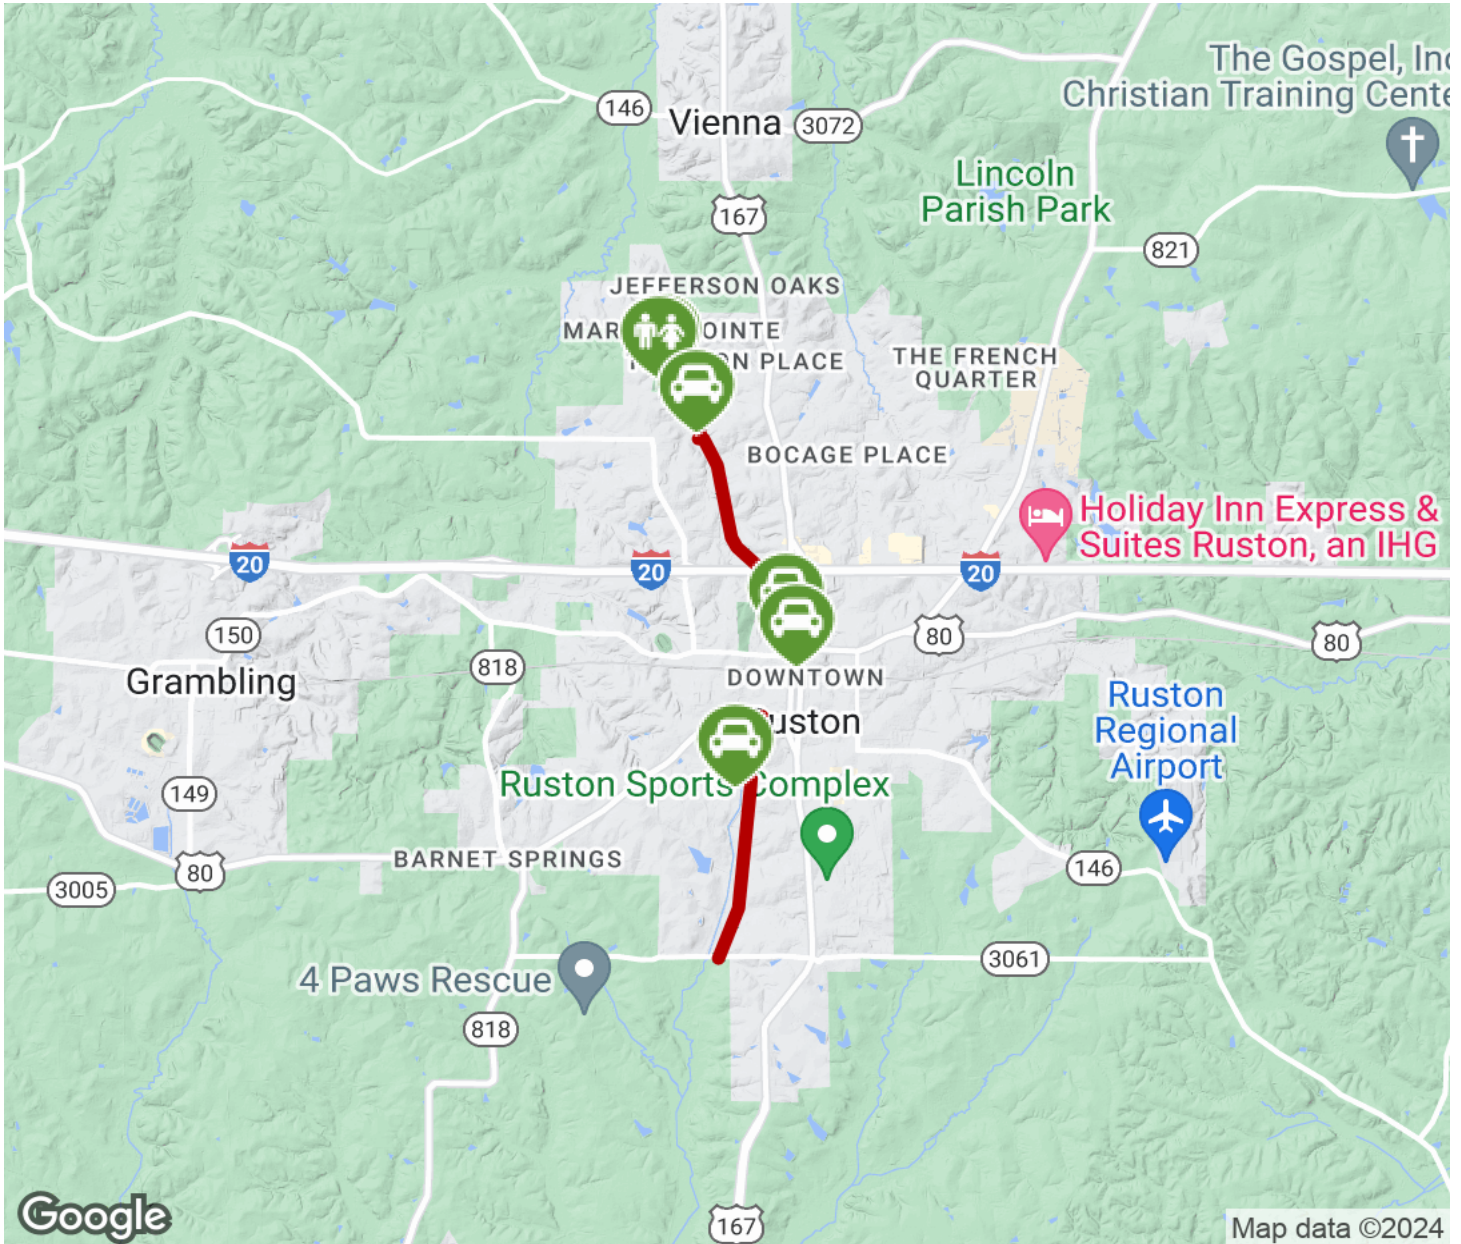 The Gospel, Inc
Christian Training Cente
146
Vienna
3072
Lincoln
Parish Park
167
821
JEFFERSON OAKS
MAR OINTE
ON PLACE
THE FRENCH
QUARTER
BOCAGE PLACE
Holiday Inn Express &
Suites Ruston, an IHG
20
20
20
150
80
80
818
DOWNTOWN
Grambling
Ruston
Regional
Airport
uston
Ruston Sports Complex
149
BARNET SPRINGS
80
146
3005
3061
4 Paws Rescue
818
167
Google
Map data ©2024